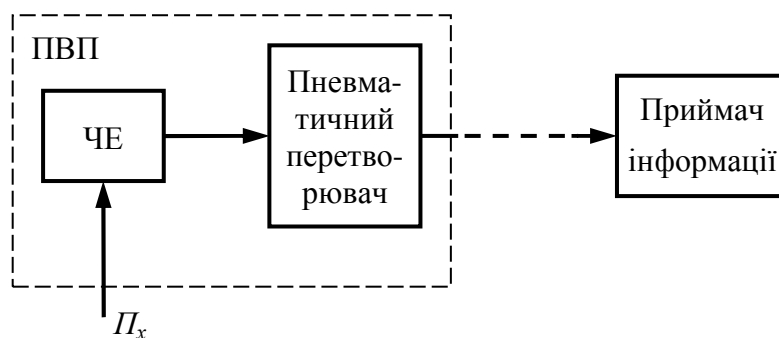 ПВП
ЧЕ
Пневма-
тичний
перетво-
рювач
Приймач
інформації
Пₓ